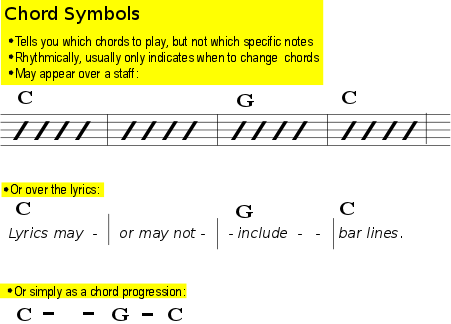 Chord Symbols
•Tells you which chords to play, but not which specific notes
•Rhythmically, usually only indicates when to change chords
•May appear over a staff:
C G C
•Or over the lyrics:
C G C
Lyrics may - or may not - - include - - bar lines.
•Or simply as a chord progression:
C - - G - C